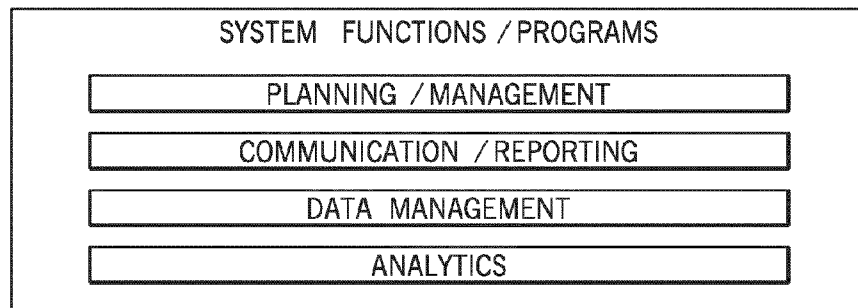 SYSTEM FUNCTIONS / PROGRAMS
PLANNING / MANAGEMENT
COMMUNICATION / REPORTING
DATA MANAGEMENT
ANALYTICS